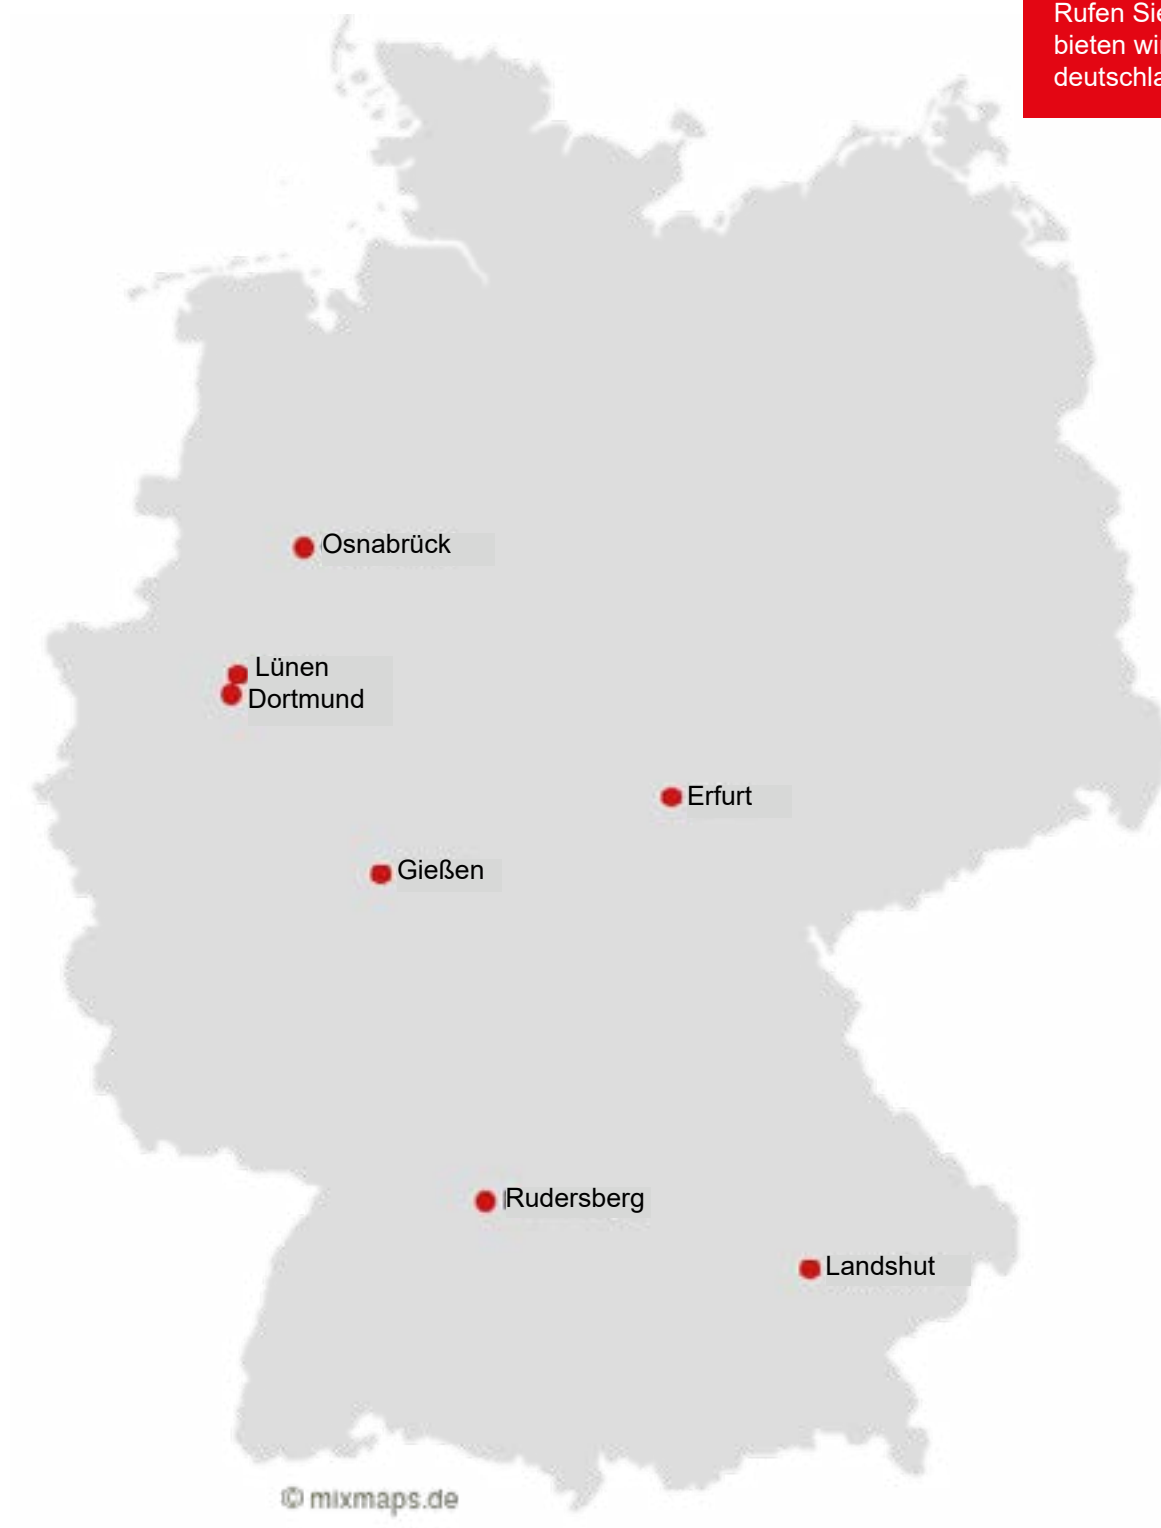 Rufen Sie
bieten wi
deutschla
Osnabrück
Lünen
Dortmund
Erfurt
Gießen
Rudersberg
Landshut
© mixmaps.de